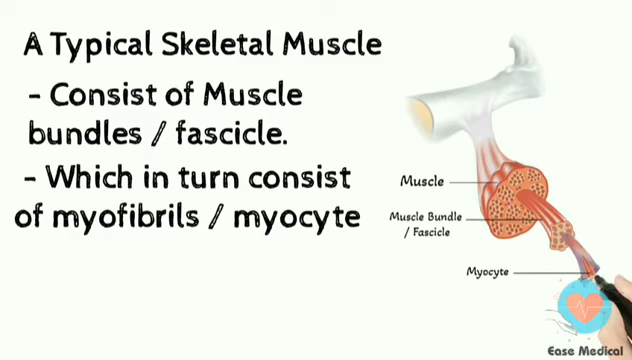 A Typical Skeletal Muscle
- Consist of Muscle
bundles / fascicle.
- Which in turn consist
of myofibrils / myocyte
Muscle
Muscle Bundle
/ Fascicle
Myocyte
Ease Medical